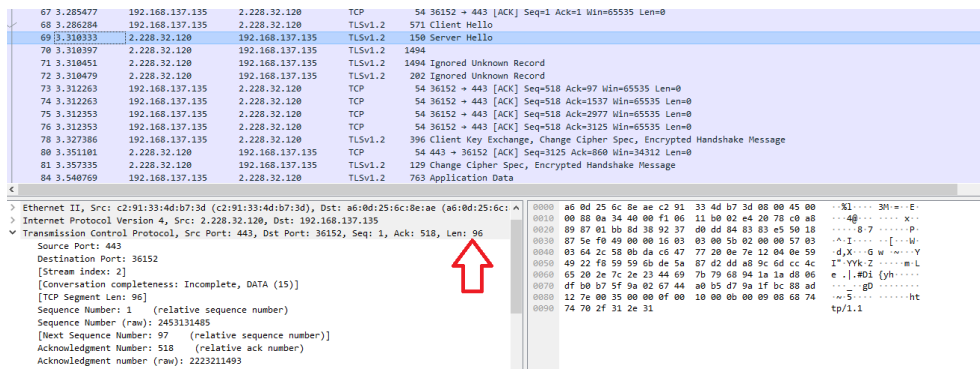 67 3.285477 192.168.137.135 2.228.32.120 TCP 54 36152 → 443 [ACK] Seq=1 Ack=1 Win=65535 Len=0
68 3.286284 192.168.137.135 2.228.32.120 TLSv1.2 571 Client Hello
69 3.310333 2.228.32.120 192.168.137.135 TLSv1.2 150 Server Hello
70 3.310397 2.228.32.120 192.168.137.135 TLSv1.2 1494
71 3.310451 2.228.32.120 192.168.137.135 TLSv1.2 1494 Ignored Unknown Record
72 3.310479 2.228.32.120 192.168.137.135 TLSv1.2 202 Ignored Unknown Record
73 3.312263 192.168.137.135 2.228.32.120 TCP 54 36152 → 443 [ACK] Seq=518 Ack=97 Win=65535 Len=0
74 3.312263 192.168.137.135 2.228.32.120 TCP 54 36152 → 443 [ACK] Seq=518 Ack=1537 Win=65535 Len=0
75 3.312353 192.168.137.135 2.228.32.120 TCP 54 36152 → 443 [ACK] Seq=518 Ack=2977 Win=65535 Len=0
76 3.312353 192.168.137.135 2.228.32.120 TCP 54 36152 → 443 [ACK] Seq=518 Ack=3125 Win=65535 Len=0
78 3.327386 192.168.137.135 2.228.32.120 TLSv1.2 396 Client Key Exchange, Change Cipher Spec, Encrypted Handshake Message
80 3.351101 2.228.32.120 192.168.137.135 TCP 54 443 → 36152 [ACK] Seq=3125 Ack=860 Win=34312 Len=0
81 3.357335 2.228.32.120 192.168.137.135 TLSv1.2 129 Change Cipher Spec, Encrypted Handshake Message
84 3.540769 192.168.137.135 2.228.32.120 TLSv1.2 763 Application Data
Ethernet II, Src: c2:91:33:4d:b7:3d (c2:91:33:4d:b7:3d), Dst: a6:0d:25:6c:8e:ae (a6:0d:25:6c:
Internet Protocol Version 4, Src: 2.228.32.120, Dst: 192.168.137.135
Transmission Control Protocol, Src Port: 443, Dst Port: 36152, Seq: 1, Ack: 518, Len: 96
Source Port: 443
Destination Port: 36152
[Stream index: 2]
[Conversation completeness: Incomplete, DATA (15)]
[TCP Segment Len: 96]
Sequence Number: 1 (relative sequence number)
Sequence Number (raw): 2453131485
[Next Sequence Number: 97 (relative sequence number)]
Acknowledgment Number: 518 (relative ack number)
Acknowledgment number (raw): 2223211493
0000 a6 0d 25 6c 8e ae c2 91 33 4d b7 3d 08 00 45 00 ··%l···· 3M·=··E·
0010 00 88 0a 34 40 00 f1 06 11 b0 02 e4 20 78 c0 a8 ···4@··· ···· x··
0020 89 87 01 bb 8d 38 92 37 d0 dd 84 83 83 e5 50 18 ·····8·7 ······P·
0030 87 5e f0 49 00 00 16 03 03 00 5b 02 00 00 57 03 ·^·I···· ··[···W·
0040 03 64 2c 58 0b da c6 47 77 20 0e 7e 12 04 0e 59 ·d,X···G w ·~···Y
0050 49 22 f8 59 59 6b de 5a 87 d2 dd a8 9c 6d cc 4c I"·YYk·Z ·····m·L
0060 65 20 2e 7c 2e 23 44 69 7b 79 68 94 1a 1a d8 06 e .|.#Di {yh·····
0070 df b0 b7 5f 9a 02 67 44 a0 b5 d7 9a 1f bc 88 ad ···_··gD ········
0080 12 7e 00 35 00 00 0f 00 10 00 0b 00 09 08 68 74 ·~·5···· ······ht
0090 74 70 2f 31 2e 31 tp/1.1